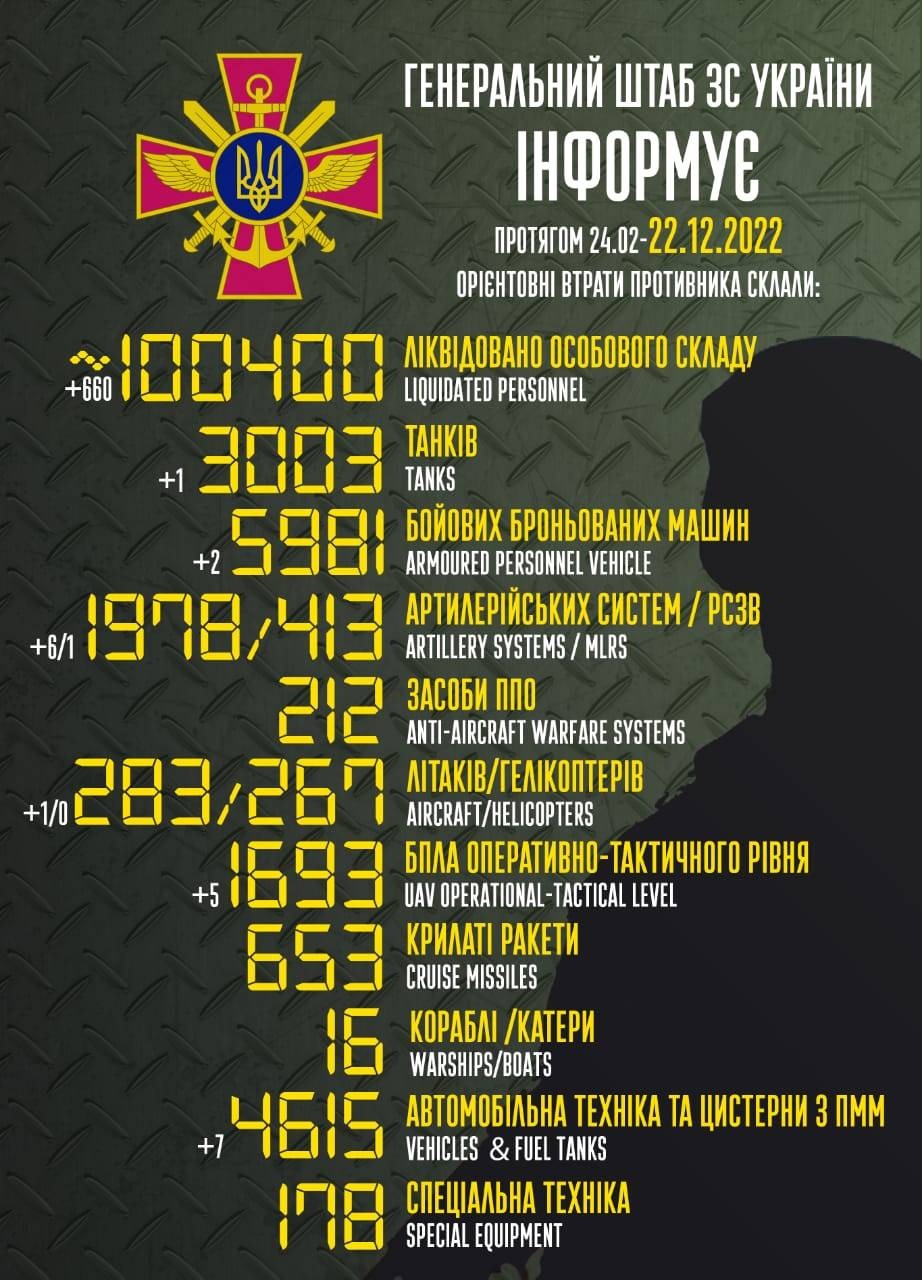 ГЕНЕРАЛЬНИЙ ШТАБ ЗС УКРАЇНИ
ІНФОРМУЄ
ПРОТЯГОМ 24.02-22.12.2022
ОРІЄНТОВНІ ВТРАТИ ПРОТИВНИКА СКЛАЛИ:
+660 ~100400 ЛІКВІДОВАНО ОСОБОВОГО СКЛАДУ
LIQUIDATED PERSONNEL
+1 3003 ТАНКІВ
TANKS
+2 5981 БОЙОВИХ БРОНЬОВАНИХ МАШИН
ARMOURED PERSONNEL VEHICLE
+6/1 1978/413 АРТИЛЕРІЙСЬКИХ СИСТЕМ / РСЗВ
ARTILLERY SYSTEMS / MLRS
212 ЗАСОБИ ППО
ANTI-AIRCRAFT WARFARE SYSTEMS
+1/0 283/267 ЛІТАКІВ/ГЕЛІКОПТЕРІВ
AIRCRAFT/HELICOPTERS
+5 1693 БПЛА ОПЕРАТИВНО-ТАКТИЧНОГО РІВНЯ
UAV OPERATIONAL-TACTICAL LEVEL
653 КРИЛАТІ РАКЕТИ
CRUISE MISSILES
16 КОРАБЛІ /КАТЕРИ
WARSHIPS/BOATS
+7 4615 АВТОМОБІЛЬНА ТЕХНІКА ТА ЦИСТЕРНИ З ПММ
VEHICLES & FUEL TANKS
178 СПЕЦІАЛЬНА ТЕХНІКА
SPECIAL EQUIPMENT